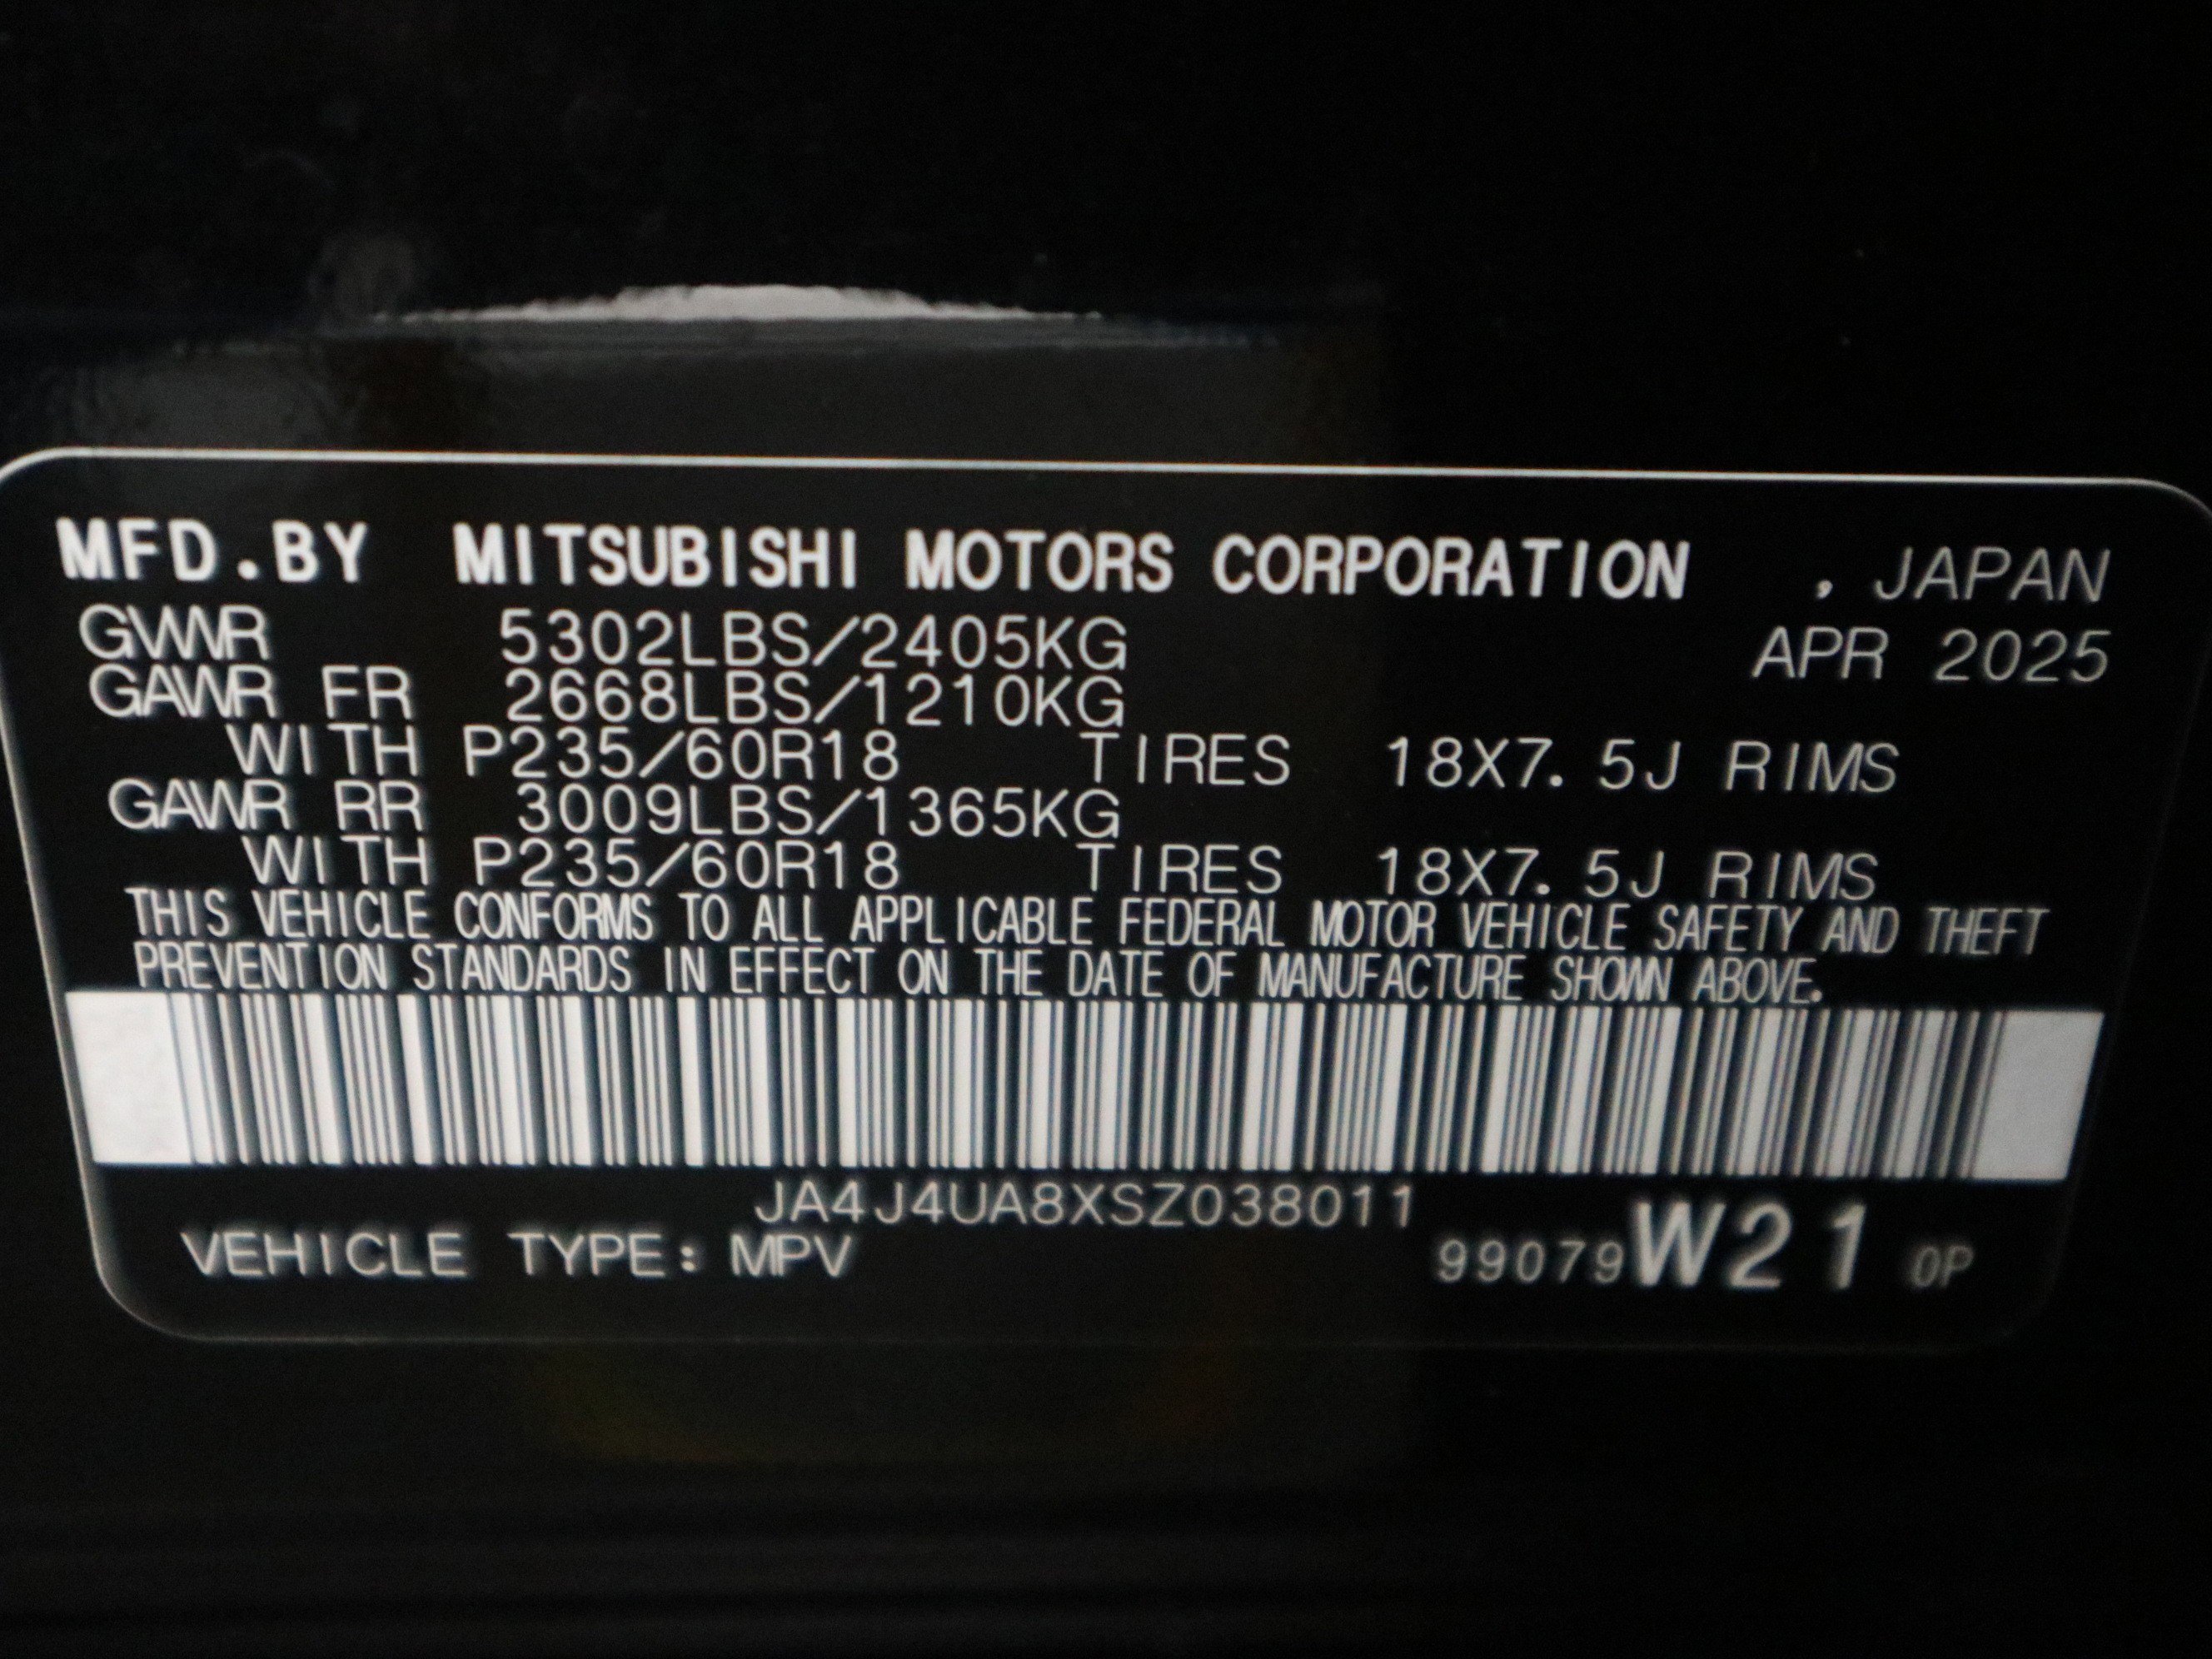 MFD.BY MITSUBISHI MOTORS CORPORATION , JAPAN
GVWR 5302LBS/2405KG APR 2025
GAWR FR 2668LBS/1210KG
WITH P235/60R18 TIRES 18X7.5J RIMS
GAWR RR 3009LBS/1365KG
WITH P235/60R18 TIRES 18X7.5J RIMS
THIS VEHICLE CONFORMS TO ALL APPLICABLE FEDERAL MOTOR VEHICLE SAFETY AND THEFT
PREVENTION STANDARDS IN EFFECT ON THE DATE OF MANUFACTURE SHOWN ABOVE.
JA4J4UA8XSZ038011
VEHICLE TYPE: MPV 99079W21 0P